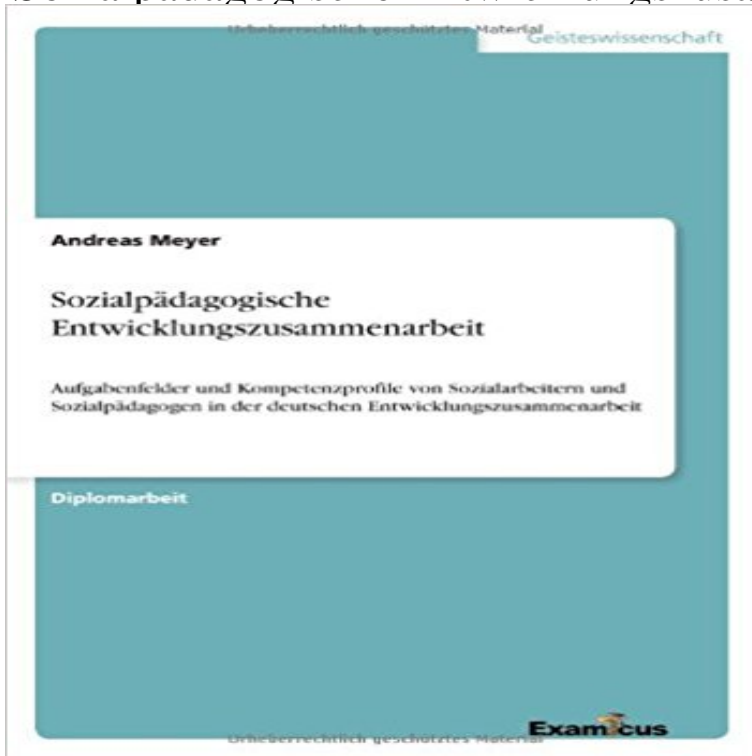 Urheberrechtlich geschütztes Material
Geisteswissenschaft
Andreas Meyer
Sozialpädagogische
Entwicklungszusammenarbeit
Aufgabenfelder und Kompetenzprofile von Sozialarbeitern und
Sozialpädagogen in der deutschen Entwicklungszusammenarbeit
Diplomarbeit
Examicus
Urheberrechtlich geschütztes Material